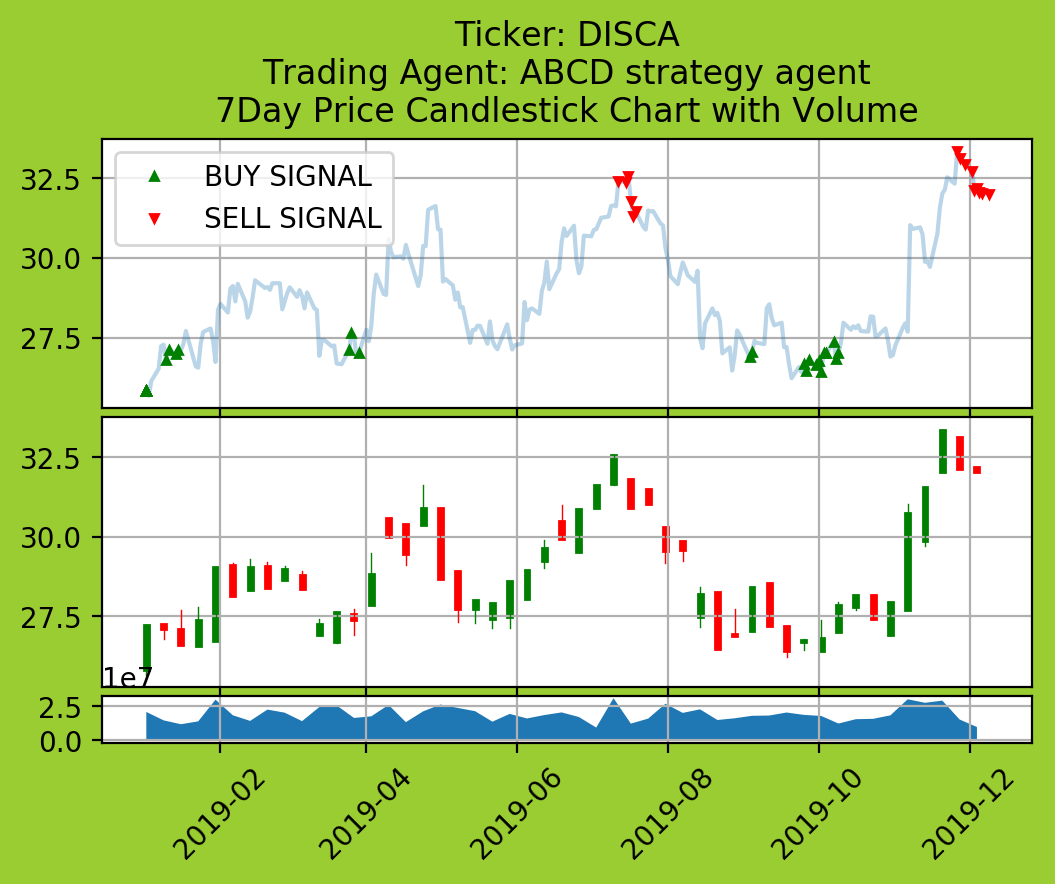 Ticker: DISCA
Trading Agent: ABCD strategy agent
7Day Price Candlestick Chart with Volume
BUY SIGNAL
SELL SIGNAL
32.5
30.0
27.5
32.5
30.0
27.5
1e7
2.5
0.0
2019-02
2019-04
2019-06
2019-08
2019-10
2019-12